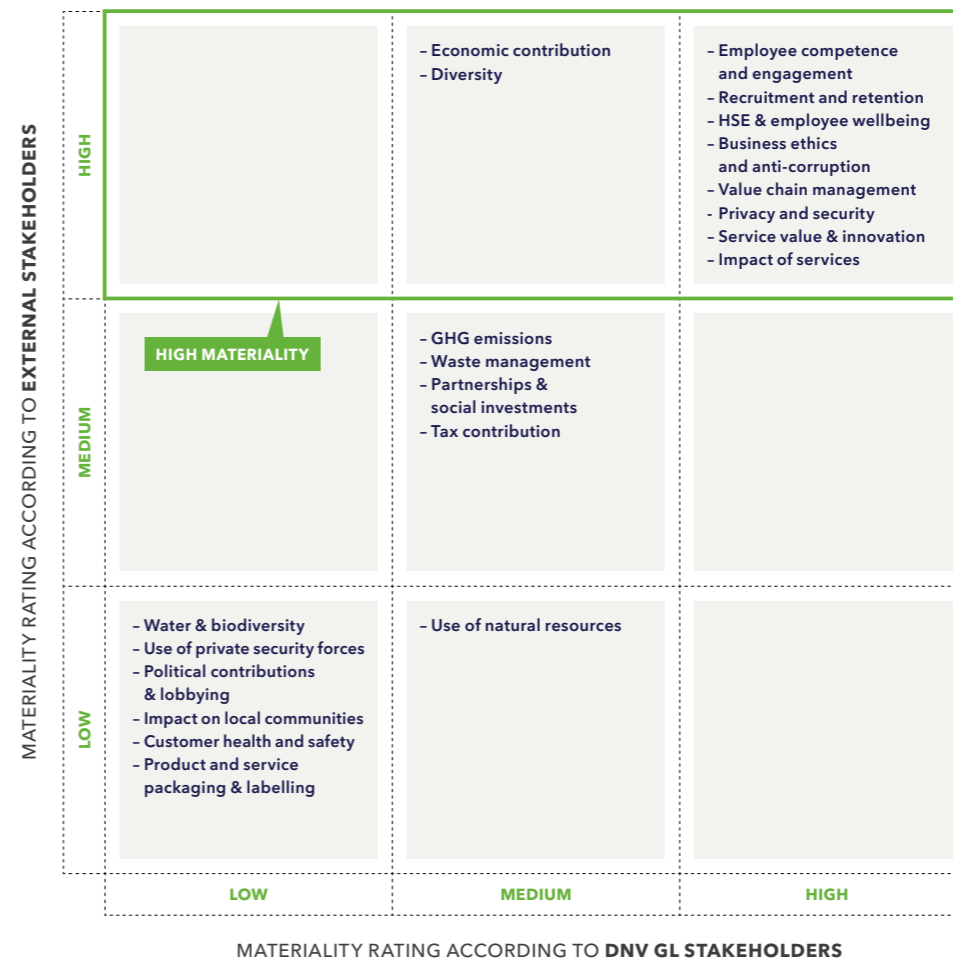 MATERIALITY RATING ACCORDING TO EXTERNAL STAKEHOLDERS
HIGH
– Economic contribution
– Diversity
– Employee competence
and engagement
– Recruitment and retention
– HSE & employee wellbeing
– Business ethics
and anti-corruption
– Value chain management
- Privacy and security
– Service value & innovation
– Impact of services
MEDIUM
HIGH MATERIALITY
– GHG emissions
– Waste management
– Partnerships &
social investments
– Tax contribution
LOW
– Water & biodiversity
– Use of private security forces
– Political contributions
& lobbying
– Impact on local communities
– Customer health and safety
– Product and service
packaging & labelling
– Use of natural resources
LOW
MEDIUM
HIGH
MATERIALITY RATING ACCORDING TO DNV GL STAKEHOLDERS